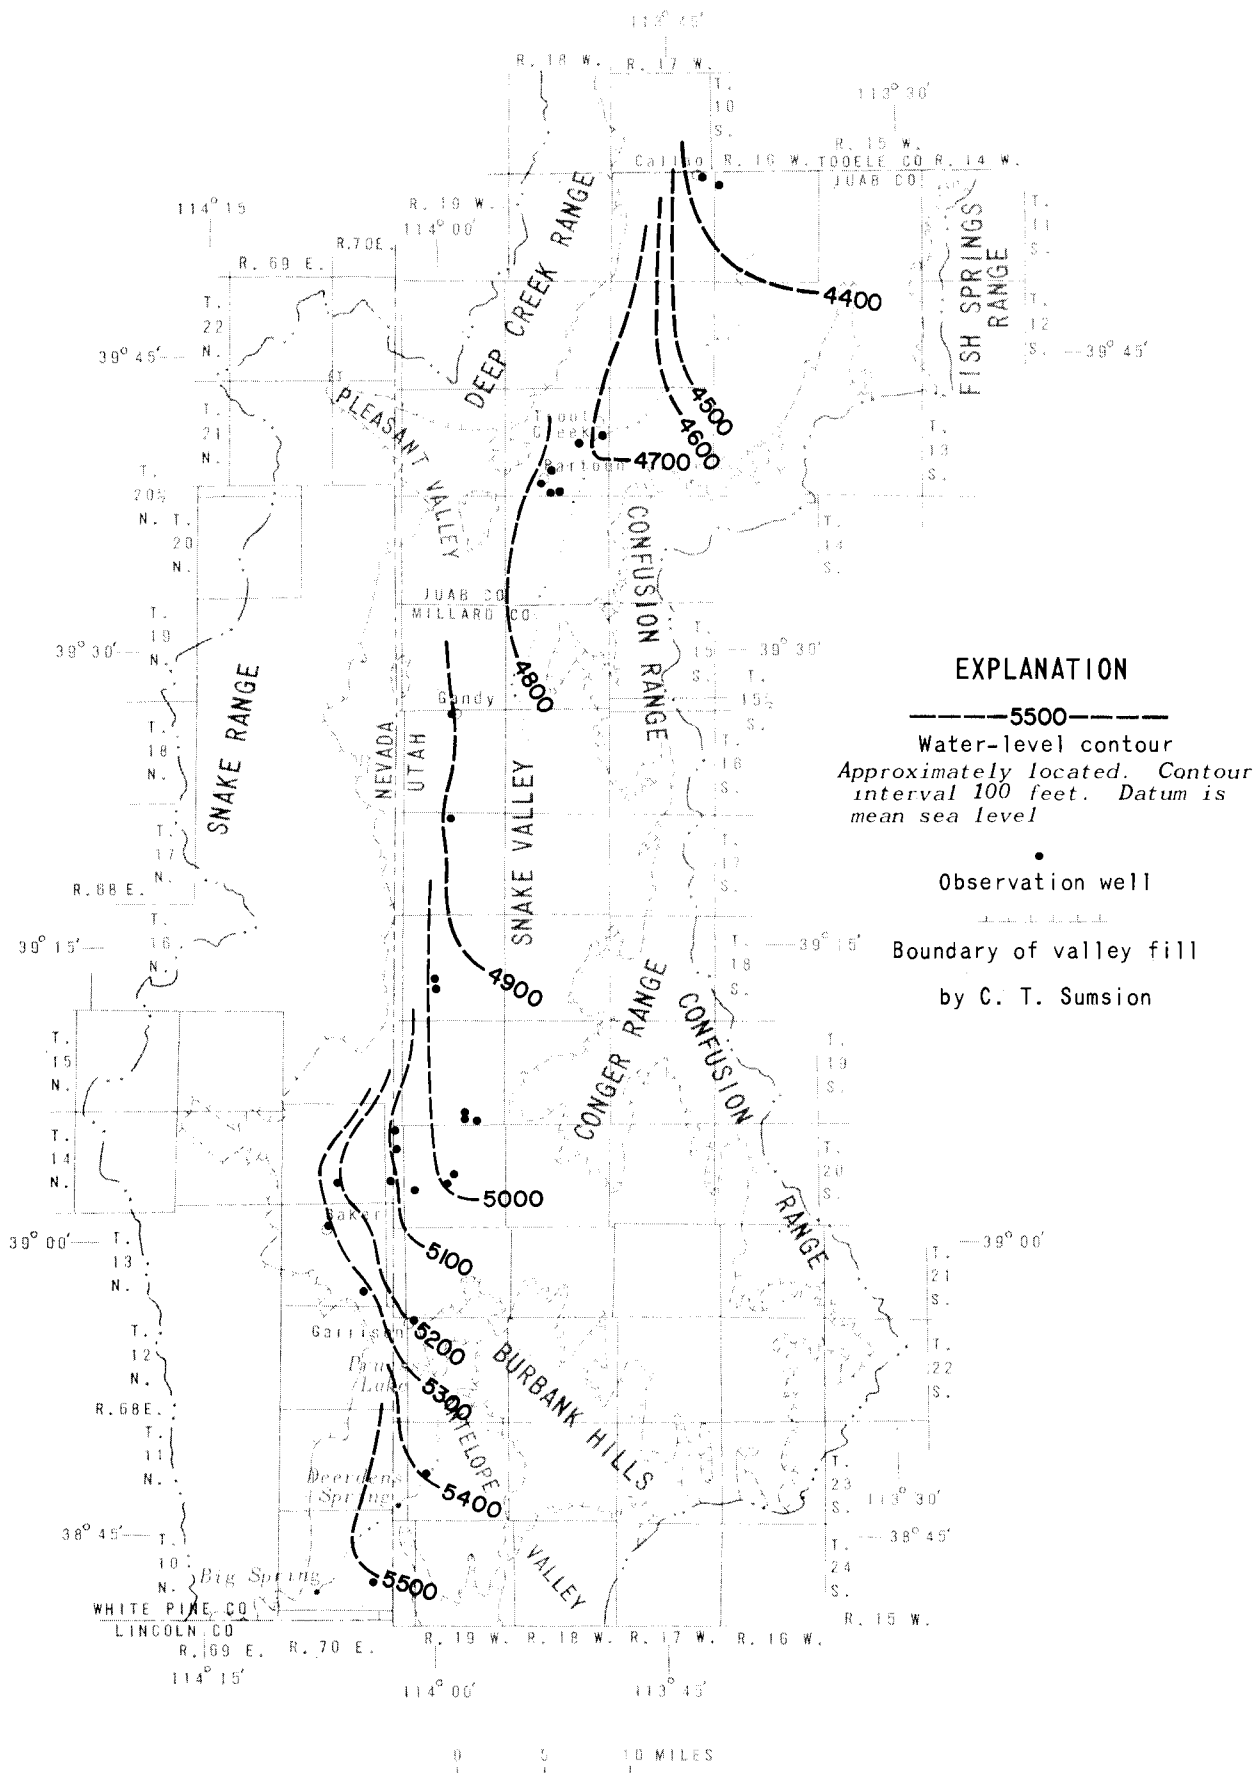 113° 45'
R. 18 W. R. 17 W.
T. 10 S.
113° 30'
R. 15 W.
Callao R. 16 W. TOOELE CO R. 14 W.
JUAB CO
114° 15'
R. 19 W.
114° 00'
R. 70 E.
R. 69 E.
T. 11 S.
T. 22 N.
T. 12 S.
DEEP CREEK RANGE
FISH SPRINGS RANGE
4400
39° 45'
39° 45'
PLEASANT VALLEY
4500
4600
4700
Trout Creek
Partoun
T. 21 N.
T. 13 S.
T. 20½ N.
T. 20 N.
T. 14 S.
CONFUSION RANGE
JUAB CO
MILLARD CO
T. 19 N.
39° 30'
T. 15 S.
39° 30'
T. 15½ S.
4800
Gandy
SNAKE RANGE
NEVADA
UTAH
T. 18 N.
T. 16 S.
SNAKE VALLEY
T. 17 N.
T. 17 S.
R. 68 E.
T. 16 N.
39° 15'
T. 18 S.
39° 15'
4900
CONGER RANGE
CONFUSION RANGE
EXPLANATION
5500
Water-level contour
Approximately located. Contour
interval 100 feet. Datum is
mean sea level
Observation well
Boundary of valley fill
by C. T. Sumsion
T. 15 N.
T. 19 S.
T. 14 N.
T. 20 S.
5000
Baker
39° 00'
T. 13 N.
39° 00'
T. 21 S.
5100
Garrison
5200
T. 12 N.
T. 22 S.
Pruess Lake
5300
BURBANK HILLS
R. 68 E.
T. 11 N.
ANTELOPE VALLEY
Deerdens Spring
5400
T. 23 S.
113° 30'
38° 45'
T. 10 N.
38° 45'
T. 24 S.
Big Spring
5500
WHITE PINE CO
LINCOLN CO
R. 69 E. R. 70 E. R. 19 W. R. 18 W. R. 17 W. R. 16 W. R. 15 W.
114° 15'
114° 00'
113° 45'
0 5 10 MILES